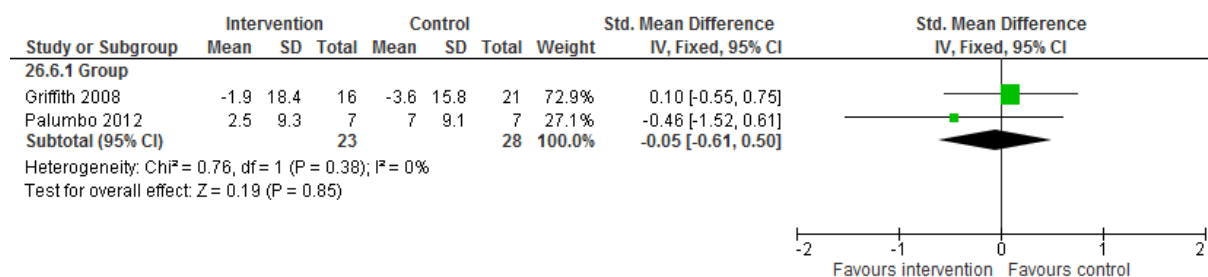 Intervention Control Std. Mean Difference Std. Mean Difference
Study or Subgroup Mean SD Total Mean SD Total Weight IV, Fixed, 95% CI IV, Fixed, 95% CI
26.6.1 Group
Griffith 2008 -1.9 18.4 16 -3.6 15.8 21 72.9% 0.10 [-0.55, 0.75]
Palumbo 2012 2.5 9.3 7 7 9.1 7 27.1% -0.46 [-1.52, 0.61]
Subtotal (95% CI) 23 28 100.0% -0.05 [-0.61, 0.50]
Heterogeneity: Chi² = 0.76, df = 1 (P = 0.38); I² = 0%
Test for overall effect: Z = 0.19 (P = 0.85)
-2 -1 0 1 2
Favours intervention Favours control